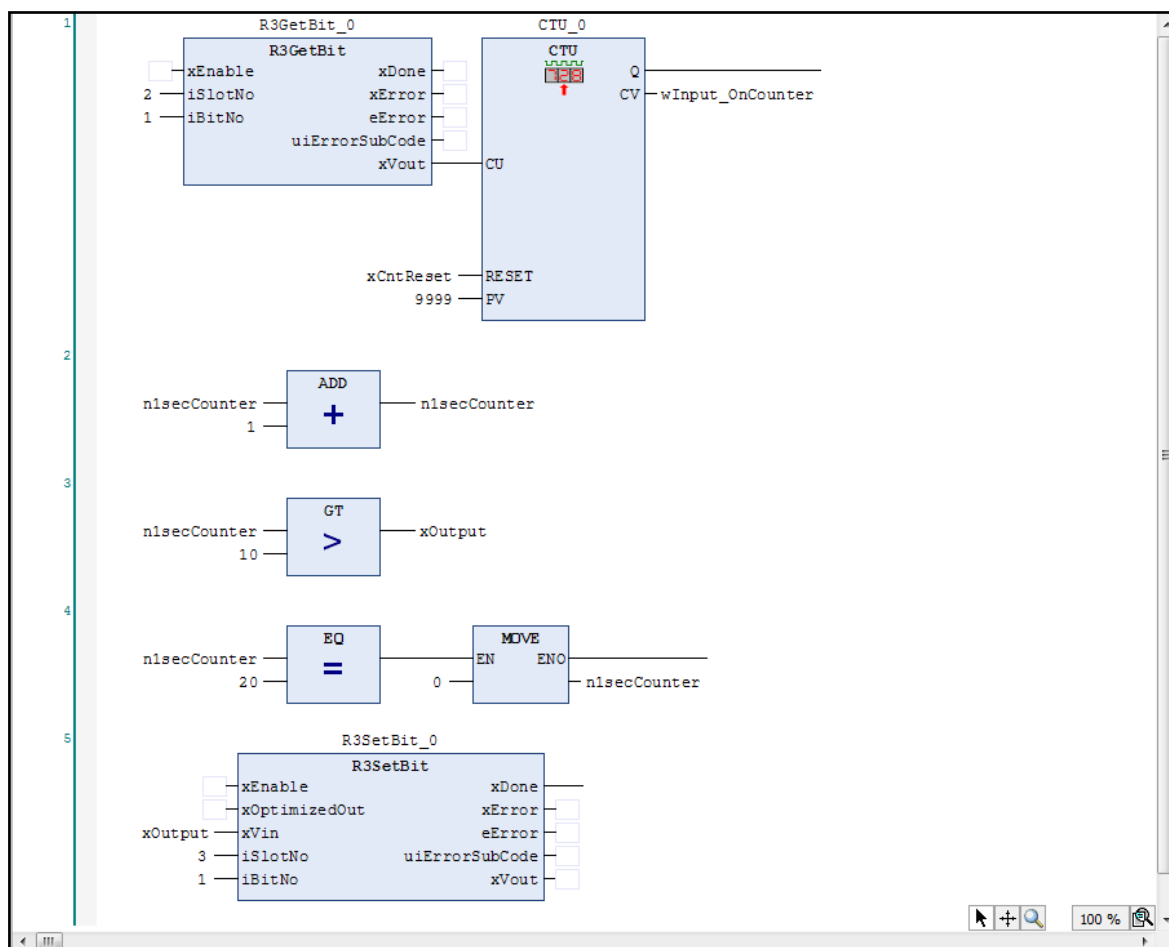 1
R3GetBit_0
CTU_0
R3GetBit
CTU
728
xEnable
xDone
Q
2
iSlotNo
xError
CV
wInput_OnCounter
1
iBitNo
eError
uiErrorSubCode
xVout
CU
xCntReset
RESET
9999
PV
2
ADD
n1secCounter
+
n1secCounter
1
3
GT
n1secCounter
>
xOutput
10
4
EQ
MOVE
n1secCounter
=
EN
ENO
20
0
n1secCounter
5
R3SetBit_0
R3SetBit
xEnable
xDone
xOptimizedOut
xError
xOutput
xVin
eError
3
iSlotNo
uiErrorSubCode
1
iBitNo
xVout
100 %